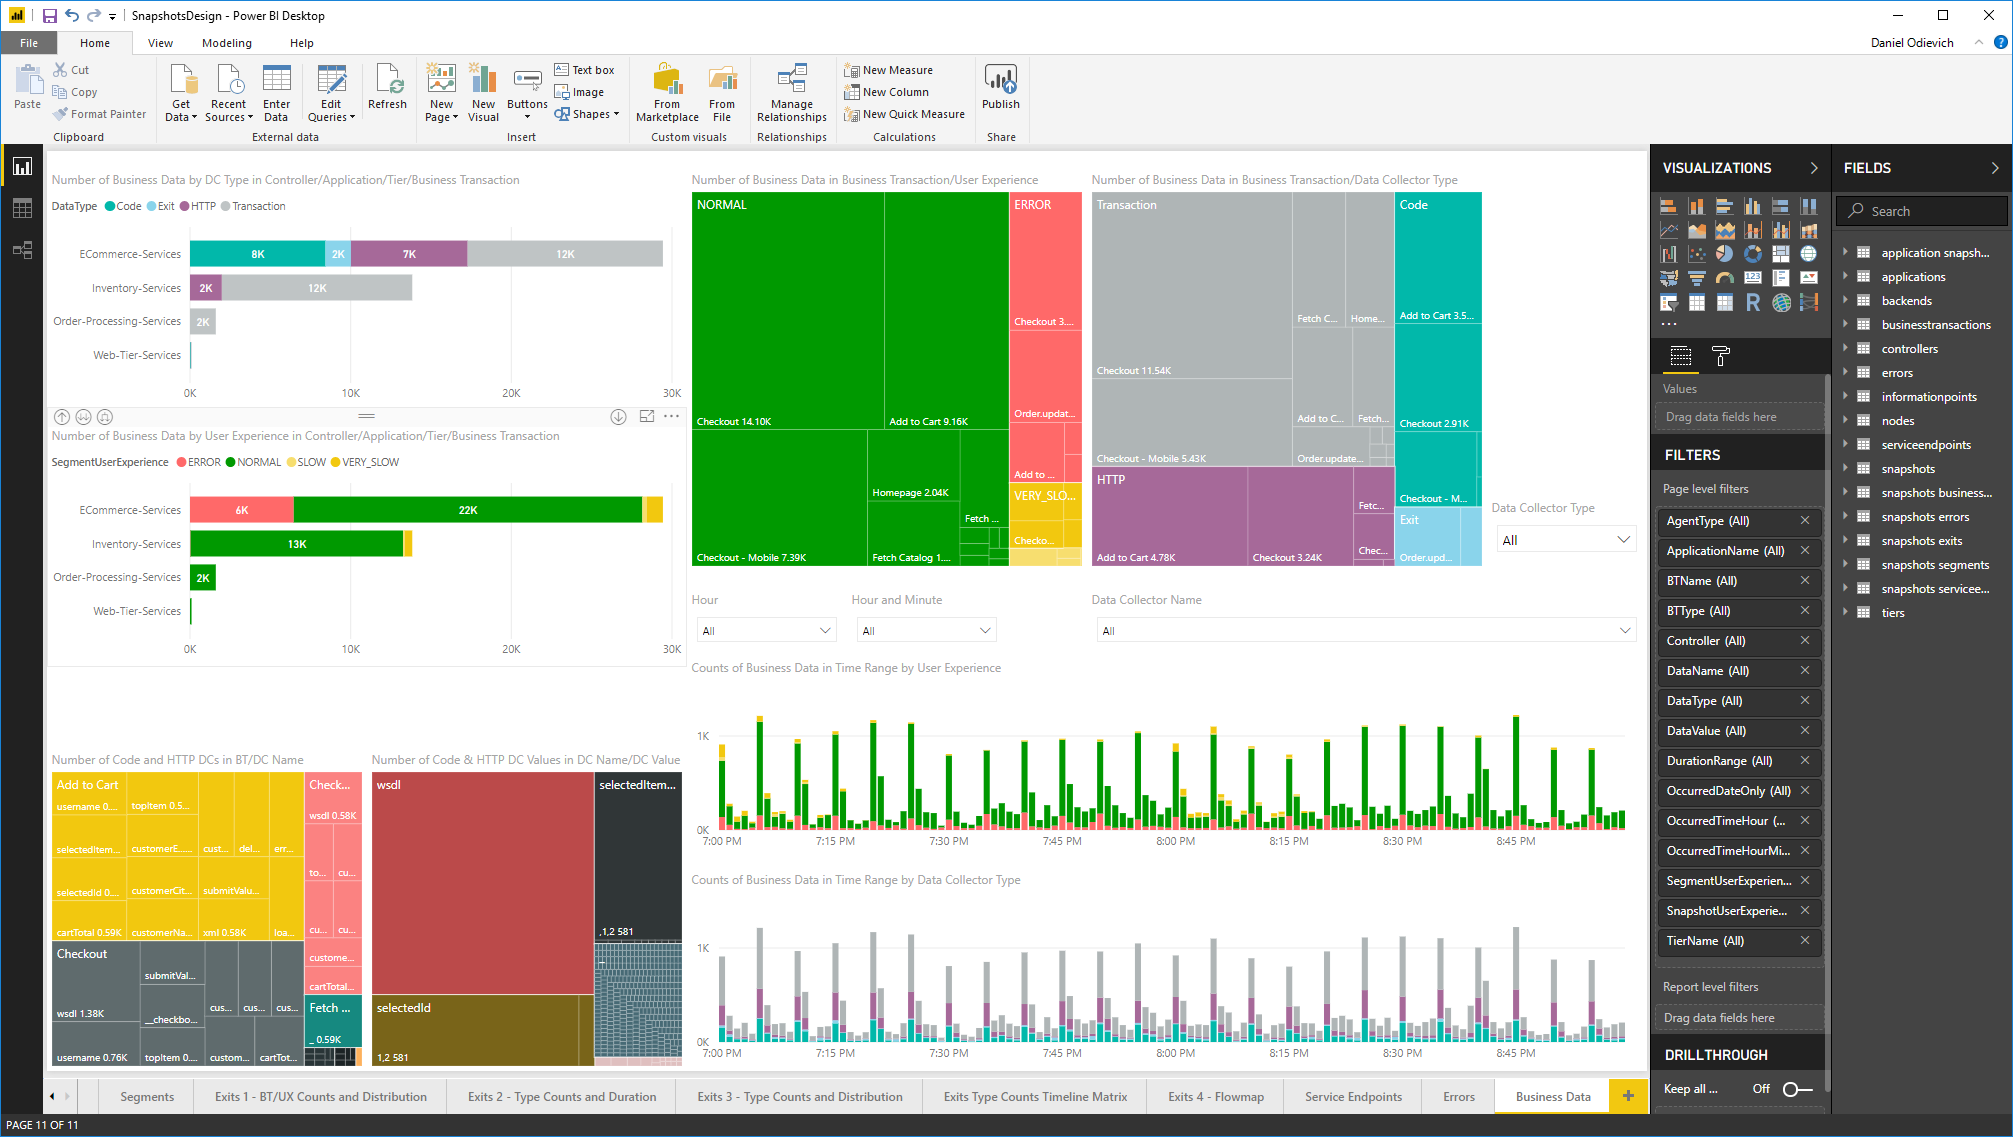 SnapshotsDesign - Power BI Desktop
File Home View Modeling Help
Daniel Odievich
Paste
Cut
Copy
Format Painter
Clipboard
Get Data
Recent Sources
Enter Data
Edit Queries
Refresh
External data
New Page
New Visual
Buttons
Text box
Image
Shapes
Insert
From Marketplace
From File
Custom visuals
Manage Relationships
Relationships
New Measure
New Column
New Quick Measure
Calculations
Publish
Share
Number of Business Data by DC Type in Controller/Application/Tier/Business Transaction
DataType Code Exit HTTP Transaction
ECommerce-Services 8K 2K 7K 12K
Inventory-Services 2K 12K
Order-Processing-Services 2K
Web-Tier-Services
0K 10K 20K 30K
Number of Business Data by User Experience in Controller/Application/Tier/Business Transaction
SegmentUserExperience ERROR NORMAL SLOW VERY_SLOW
ECommerce-Services 6K 22K
Inventory-Services 13K
Order-Processing-Services 2K
Web-Tier-Services
0K 10K 20K 30K
Number of Business Data in Business Transaction/User Experience
NORMAL
Checkout 14.10K
Add to Cart 9.16K
Checkout - Mobile 7.39K
Homepage 2.04K
Fetch Catalog 1....
Fetch ...
ERROR
Checkout 3....
Order.updat...
Add to ...
VERY_SLO...
Checko...
Number of Business Data in Business Transaction/Data Collector Type
Transaction
Checkout 11.54K
Checkout - Mobile 5.43K
Fetch C...
Home...
Add to C...
Fetch...
Order.update...
Code
Add to Cart 3.5...
Checkout 2.91K
Checkout - M...
HTTP
Add to Cart 4.78K
Checkout 3.24K
Fetc...
Chec...
Exit
Order.upd...
Data Collector Type
All
Hour
All
Hour and Minute
All
Data Collector Name
All
Counts of Business Data in Time Range by User Experience
1K
0K
7:00 PM 7:15 PM 7:30 PM 7:45 PM 8:00 PM 8:15 PM 8:30 PM 8:45 PM
Counts of Business Data in Time Range by Data Collector Type
1K
0K
7:00 PM 7:15 PM 7:30 PM 7:45 PM 8:00 PM 8:15 PM 8:30 PM 8:45 PM
Number of Code and HTTP DCs in BT/DC Name
Add to Cart
username 0....
topItem 0.5...
selectedItem...
customerE...
cust...
del...
err...
selectedId 0....
customerCit...
submitValu...
cartTotal 0.59K
customerNa...
xml 0.58K
loa...
Check...
wsdl 0.58K
to...
cu...
cu...
cu...
custome...
cartTotal...
Checkout
submitVal...
wsdl 1.38K
__checkbo...
cus...
cus...
cus...
username 0.76K
topItem 0....
custom...
cartTot...
Fetch ...
_ 0.59K
Number of Code & HTTP DC Values in DC Name/DC Value
wsdl
selectedItem...
,1,2 581
selectedId
1,2 581
VISUALIZATIONS
Values
Drag data fields here
FILTERS
Page level filters
AgentType (All)
ApplicationName (All)
BTName (All)
BTType (All)
Controller (All)
DataName (All)
DataType (All)
DataValue (All)
DurationRange (All)
OccurredDateOnly (All)
OccurredTimeHour (...
OccurredTimeHourMi...
SegmentUserExperien...
SnapshotUserExperie...
TierName (All)
Report level filters
Drag data fields here
DRILLTHROUGH
Keep all ... Off
FIELDS
Search
application snapsh...
applications
backends
businesstransactions
controllers
errors
informationpoints
nodes
serviceendpoints
snapshots
snapshots business...
snapshots errors
snapshots exits
snapshots segments
snapshots servicee...
tiers
Segments
Exits 1 - BT/UX Counts and Distribution
Exits 2 - Type Counts and Duration
Exits 3 - Type Counts and Distribution
Exits Type Counts Timeline Matrix
Exits 4 - Flowmap
Service Endpoints
Errors
Business Data
PAGE 11 OF 11